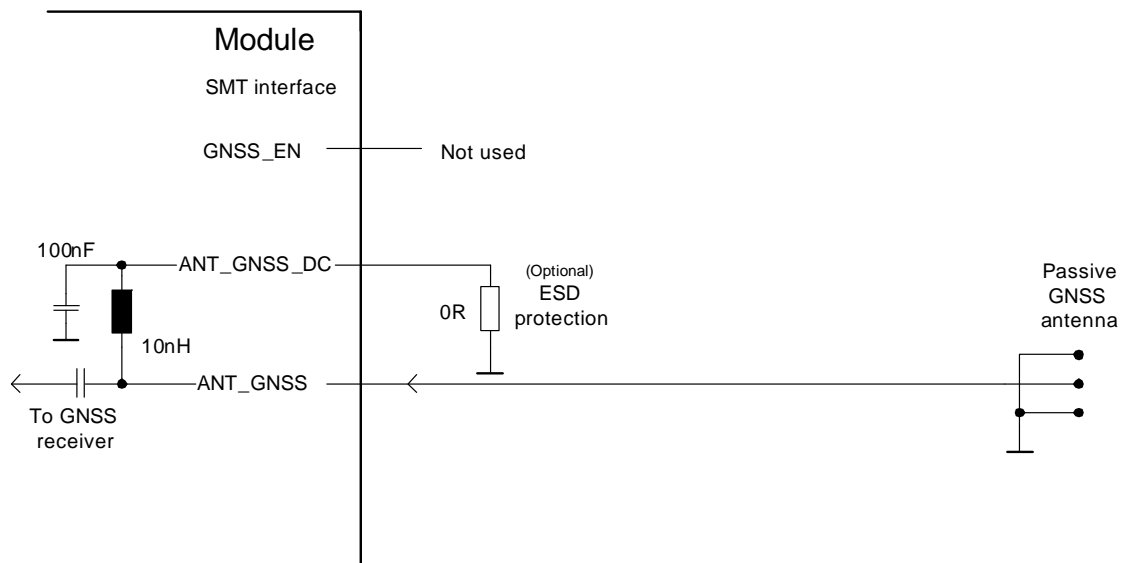 Module
SMT interface
GNSS_EN
Not used
100nF
ANT_GNSS_DC
(Optional)
ESD
protection
0R
Passive
GNSS
antenna
10nH
ANT_GNSS
To GNSS
receiver